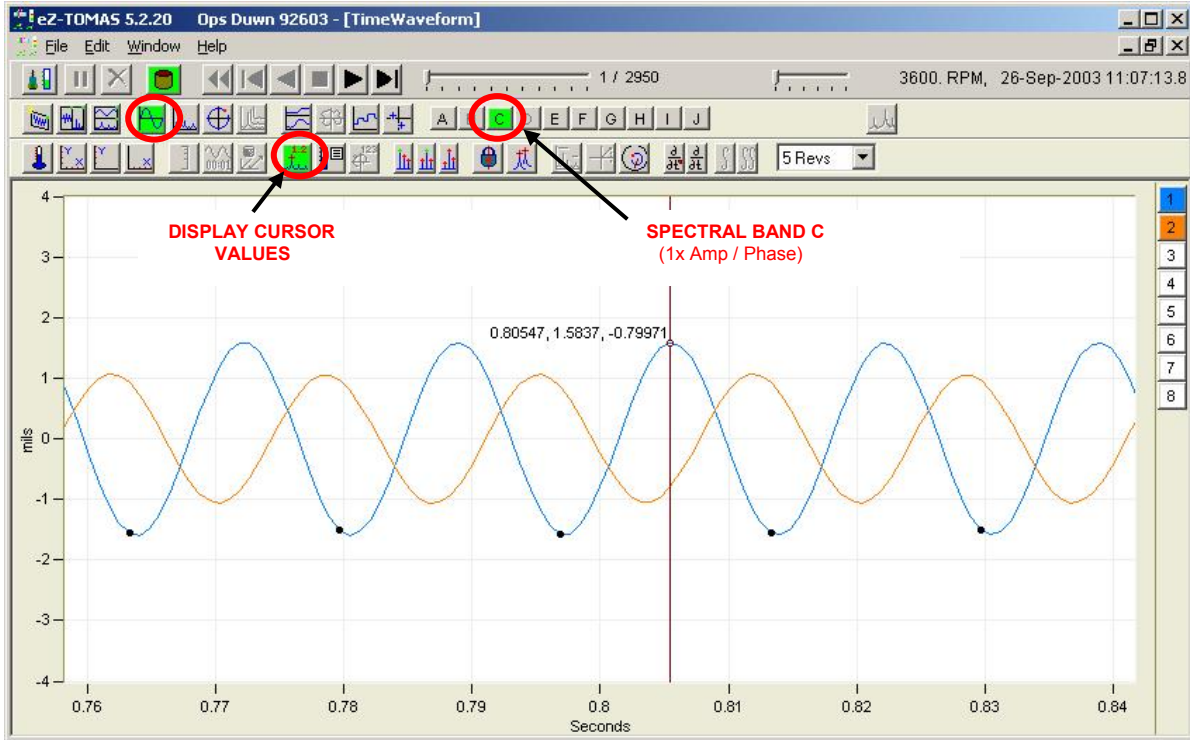 eZ-TOMAS 5.2.20 Ops Duwn 92603 - [TimeWaveform]
File Edit Window Help
1 / 2950
3600. RPM, 26-Sep-2003 11:07:13.8
A C E F G H I J
5 Revs
DISPLAY CURSOR
VALUES
SPECTRAL BAND C
(1x Amp / Phase)
0.80547, 1.5837, -0.79971
4
3
2
1
0
-1
-2
-3
-4
mils
0.76 0.77 0.78 0.79 0.8 0.81 0.82 0.83 0.84
Seconds
1
2
3
4
5
6
7
8